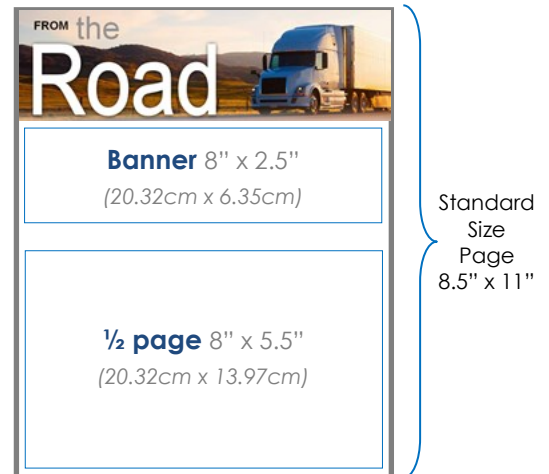 FROM the
Road
Banner 8” x 2.5”
(20.32cm x 6.35cm)
Standard
Size
Page
8.5” x 11”
½ page 8” x 5.5”
(20.32cm x 13.97cm)